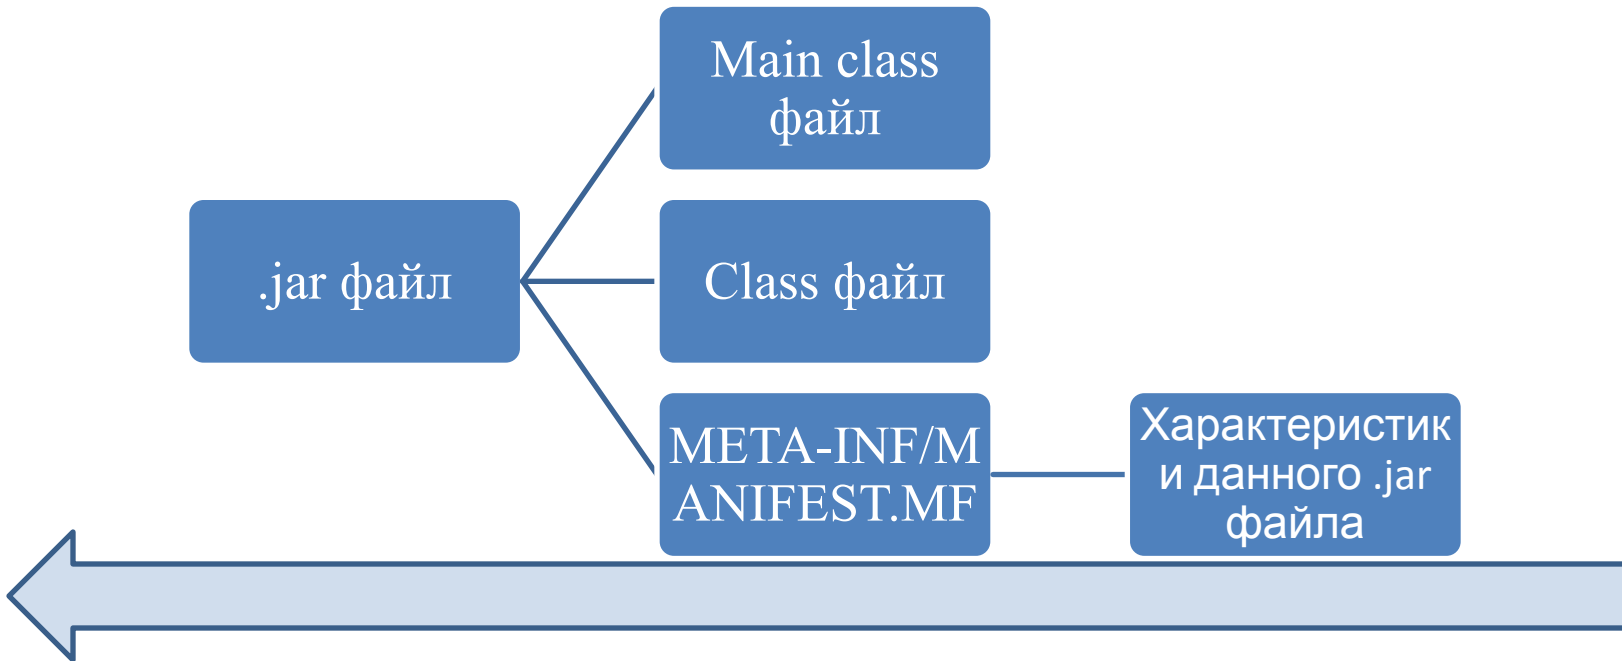 Main class
файл
.jar файл
Class файл
META-INF/M
ANIFEST.MF
Характеристик
и данного .jar
файла